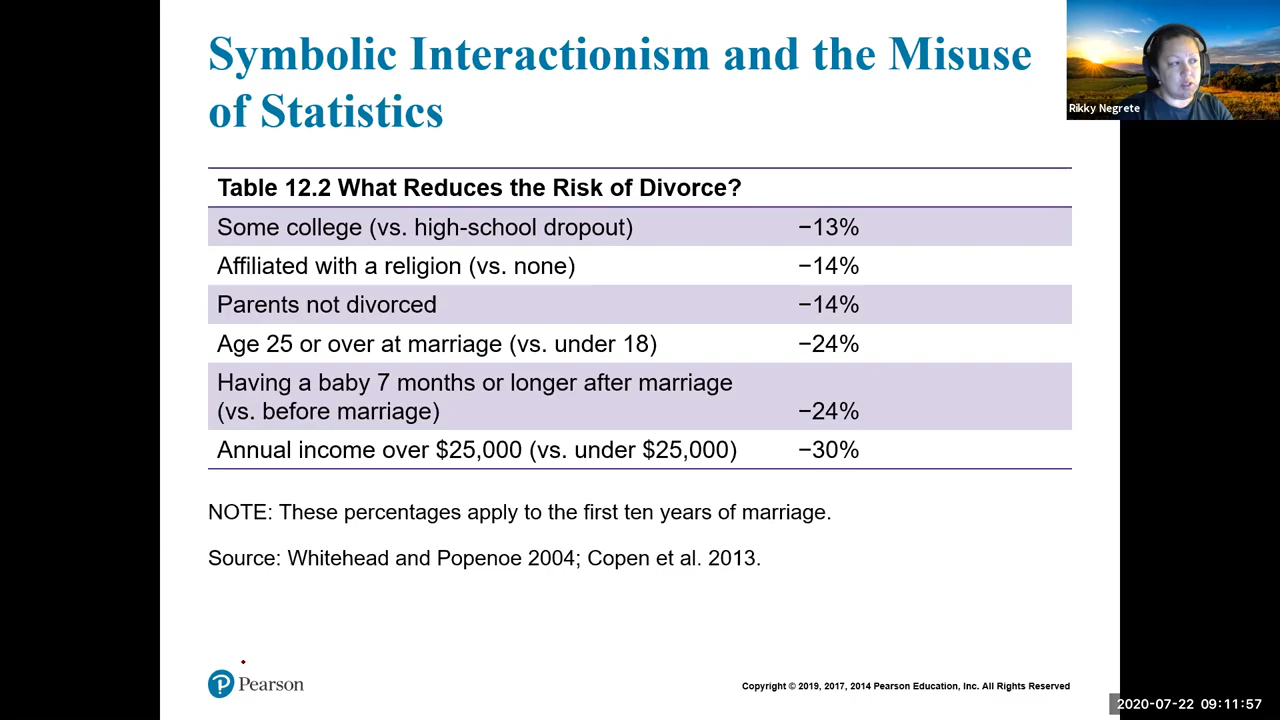 Symbolic Interactionism and the Misuse
of Statistics
Rikky Negrete
Table 12.2 What Reduces the Risk of Divorce?
Some college (vs. high-school dropout) −13%
Affiliated with a religion (vs. none) −14%
Parents not divorced −14%
Age 25 or over at marriage (vs. under 18) −24%
Having a baby 7 months or longer after marriage
(vs. before marriage) −24%
Annual income over $25,000 (vs. under $25,000) −30%
NOTE: These percentages apply to the first ten years of marriage.
Source: Whitehead and Popenoe 2004; Copen et al. 2013.
Pearson
Copyright © 2019, 2017, 2014 Pearson Education, Inc. All Rights Reserved
2020-07-22 09:11:57